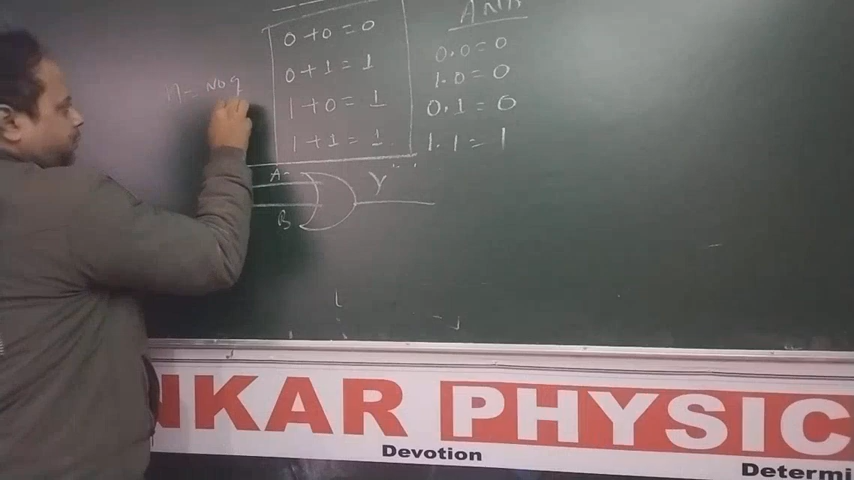 0+0=0
0+1=1
1+0=1
1+1=1
AND
0.0=0
1.0=0
0.1=0
1.1=1
A
B
Y
NKAR PHYSIC
Devotion
Determi